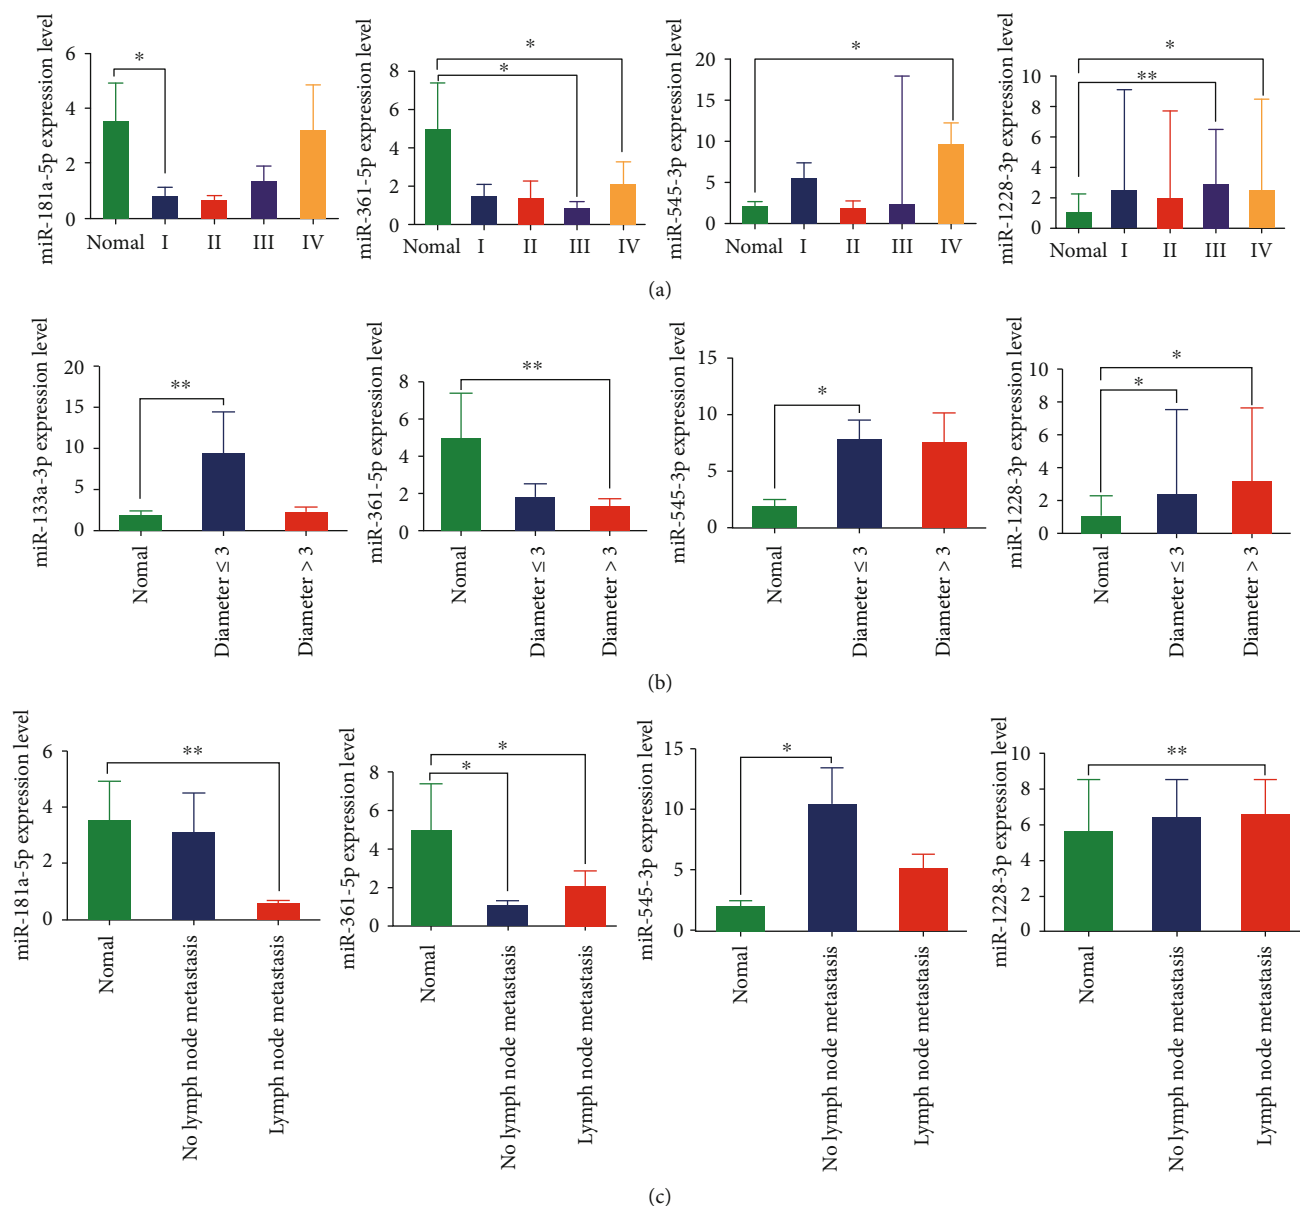 miR-181a-5p expression level
6
4
2
0
*
Nomal I II III IV
miR-361-5p expression level
8
6
4
2
0
*
*
Nomal I II III IV
miR-545-3p expression level
20
15
10
5
0
*
Nomal I II III IV
miR-1228-3p expression level
10
8
6
4
2
0
*
**
Nomal I II III IV
(a)
miR-133a-3p expression level
20
15
10
5
0
**
Nomal
Diameter ≤ 3
Diameter > 3
miR-361-5p expression level
8
6
4
2
0
**
Nomal
Diameter ≤ 3
Diameter > 3
miR-545-3p expression level
15
10
5
0
*
Nomal
Diameter ≤ 3
Diameter > 3
miR-1228-3p expression level
10
8
6
4
2
0
*
*
Nomal
Diameter ≤ 3
Diameter > 3
(b)
miR-181a-5p expression level
6
4
2
0
**
Nomal
No lymph node metastasis
Lymph node metastasis
miR-361-5p expression level
8
6
4
2
0
*
*
Nomal
No lymph node metastasis
Lymph node metastasis
miR-545-3p expression level
15
10
5
0
*
Nomal
No lymph node metastasis
Lymph node metastasis
miR-1228-3p expression level
10
8
6
4
2
0
**
Nomal
No lymph node metastasis
Lymph node metastasis
(c)